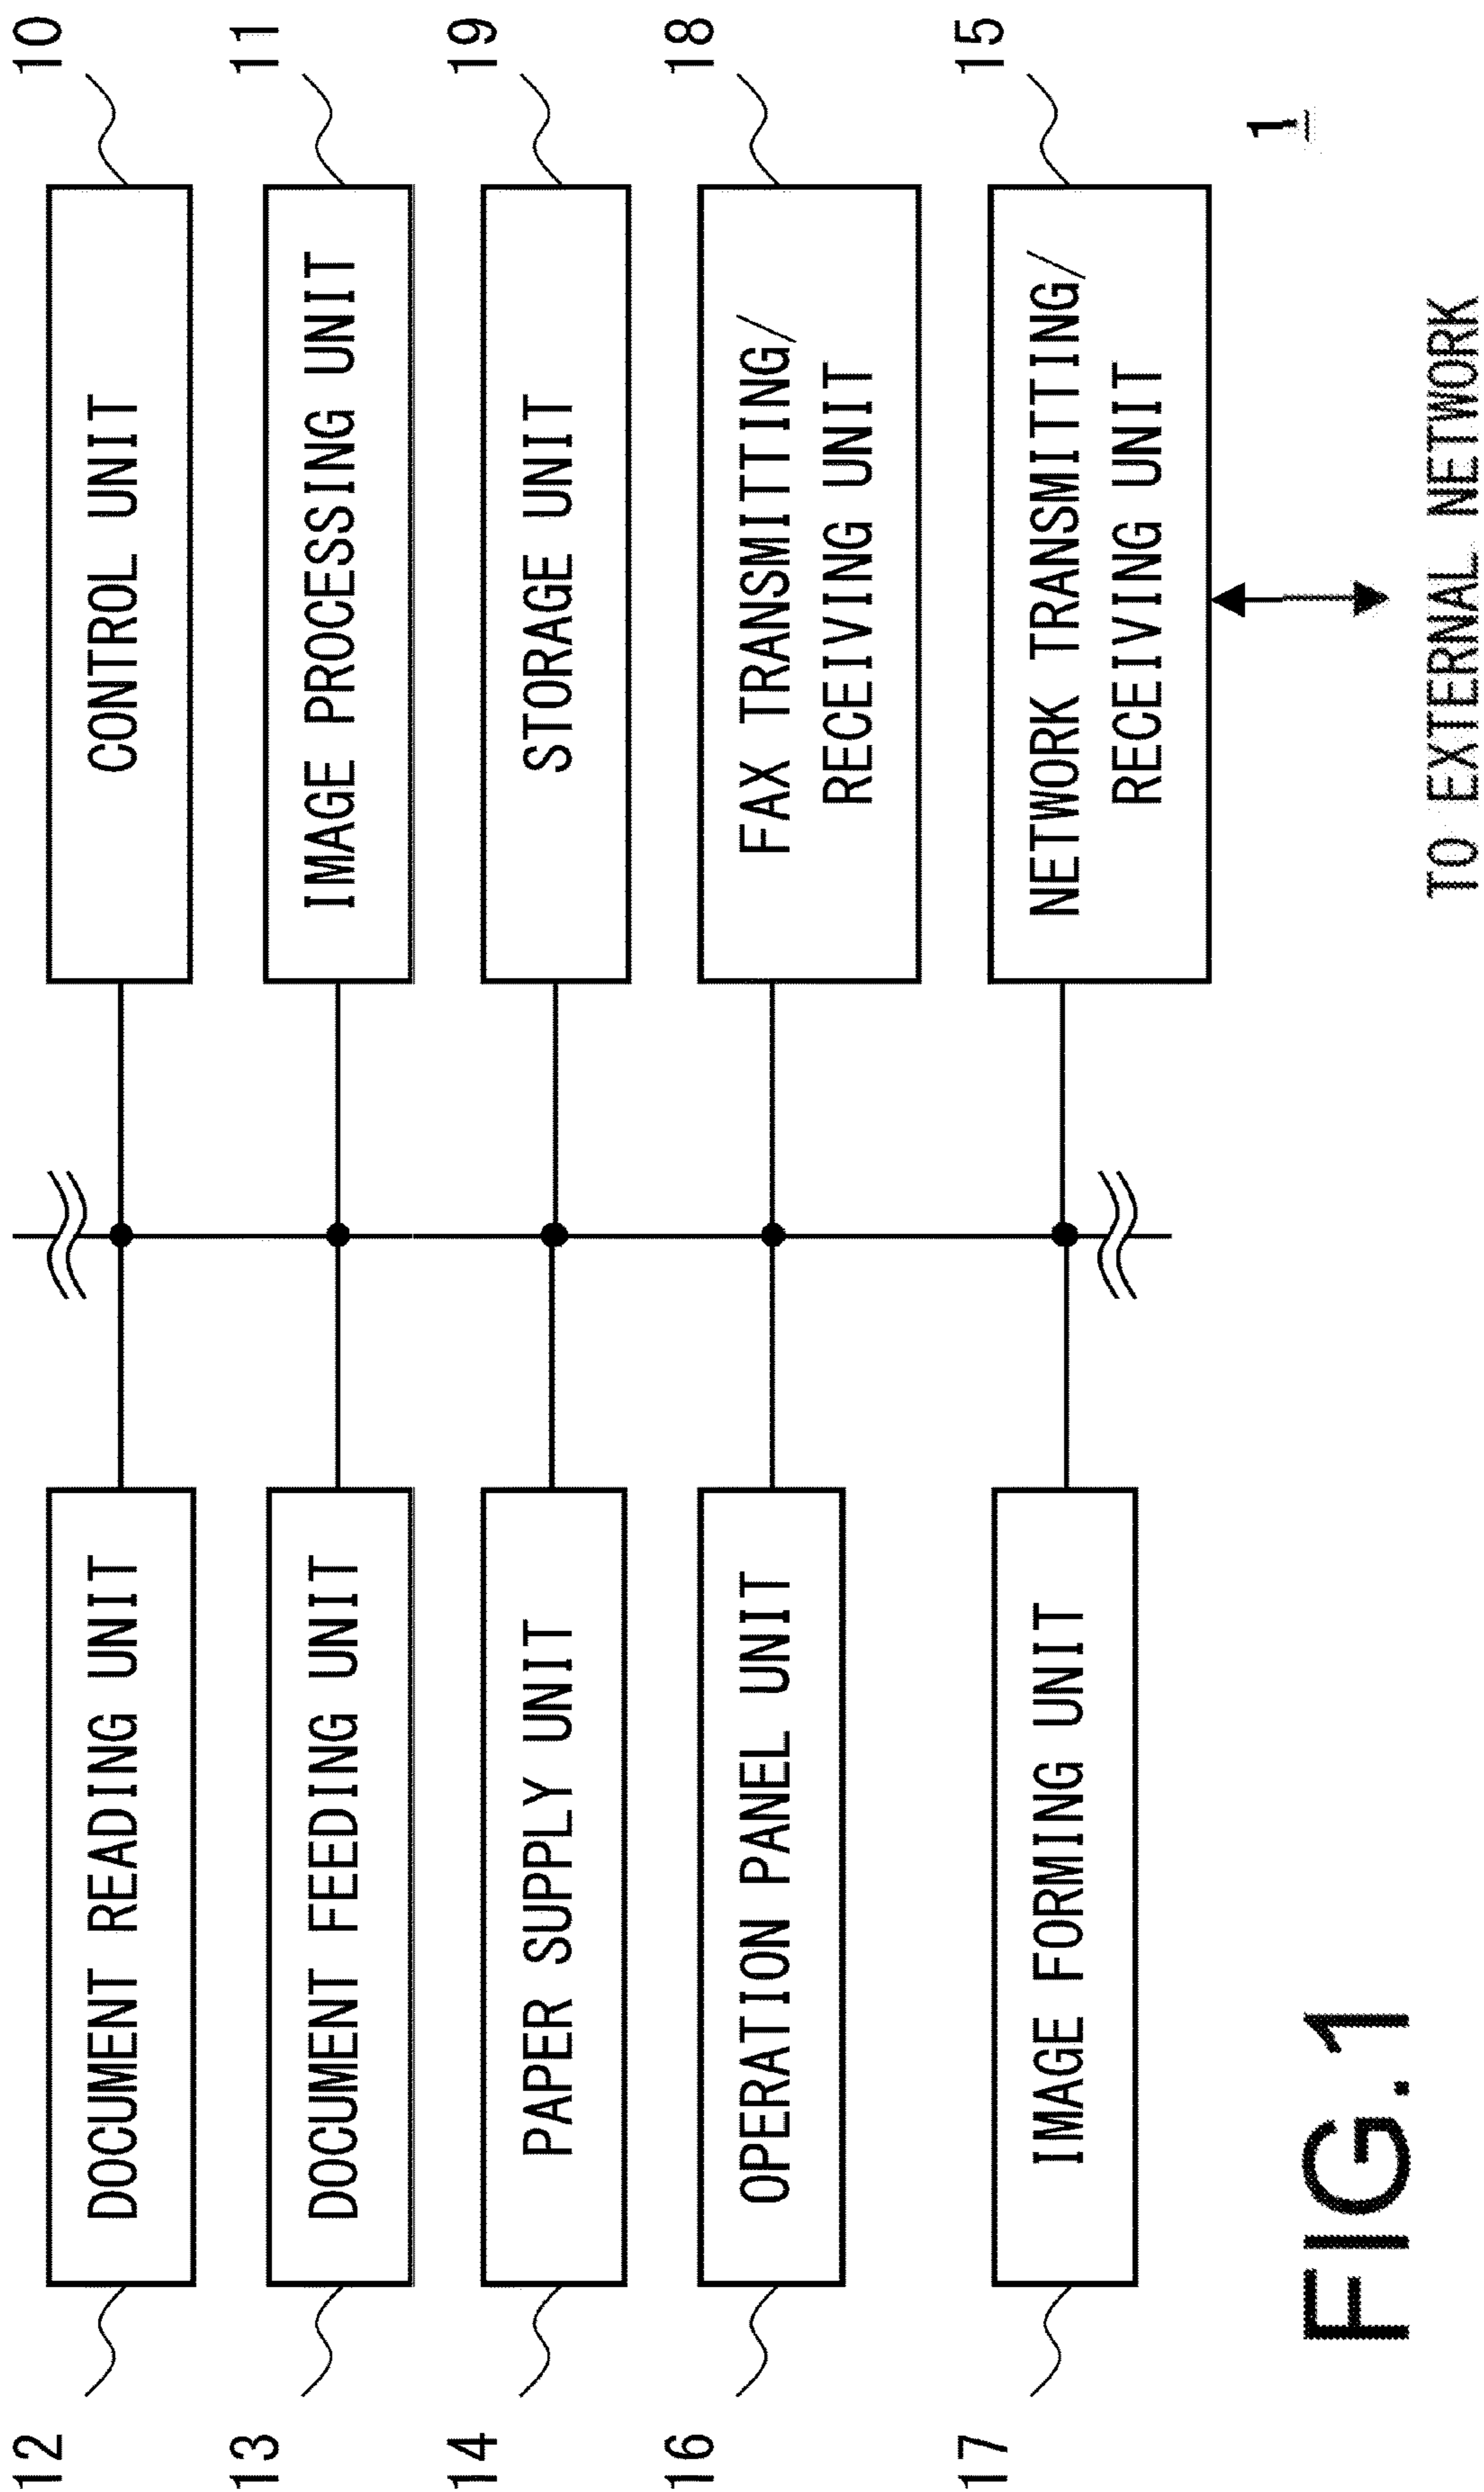 FIG. 1
12
DOCUMENT READING UNIT
CONTROL UNIT
10
13
DOCUMENT FEEDING UNIT
IMAGE PROCESSING UNIT
11
14
PAPER SUPPLY UNIT
STORAGE UNIT
19
16
OPERATION PANEL UNIT
FAX TRANSMITTING/
RECEIVING UNIT
18
17
IMAGE FORMING UNIT
NETWORK TRANSMITTING/
RECEIVING UNIT
15
1
TO EXTERNAL NETWORK